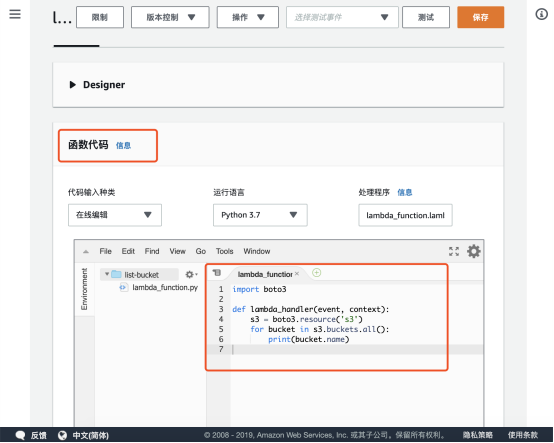 l...
限制
版本控制
操作
选择测试事件
测试
保存
Designer
函数代码 信息
代码输入种类
运行语言
处理程序 信息
在线编辑
Python 3.7
lambda_function.laml
File Edit Find View Go Tools Window
Environment
list-bucket
lambda_function.py
lambda_function
1 import boto3
2
3 def lambda_handler(event, context):
4 s3 = boto3.resource('s3')
5 for bucket in s3.buckets.all():
6 print(bucket.name)
7
反馈 中文(简体) © 2008 - 2019, Amazon Web Services, Inc. 或其子公司。保留所有权利。 隐私策略 使用条款